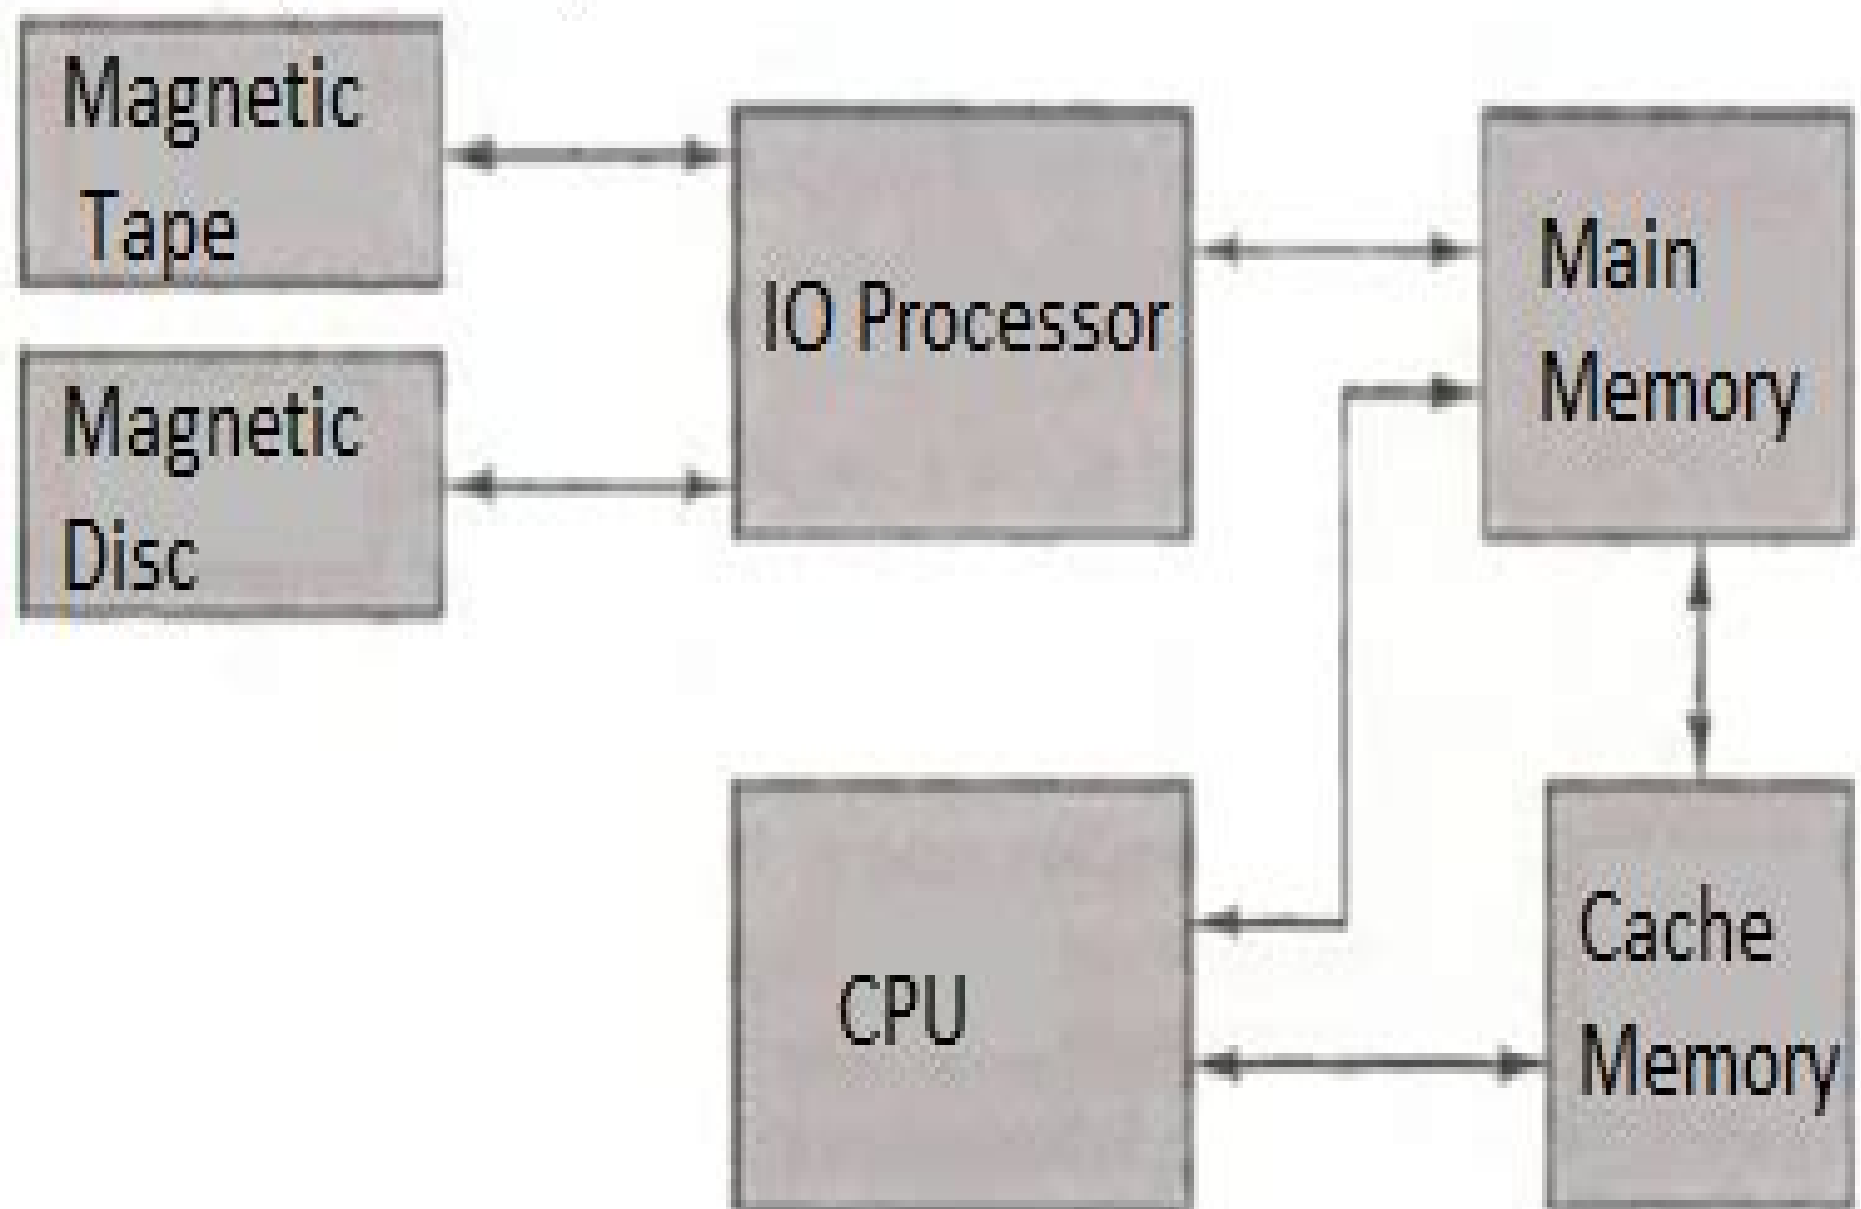 Magnetic
Tape
Magnetic
Disc
IO Processor
Main
Memory
CPU
Cache
Memory